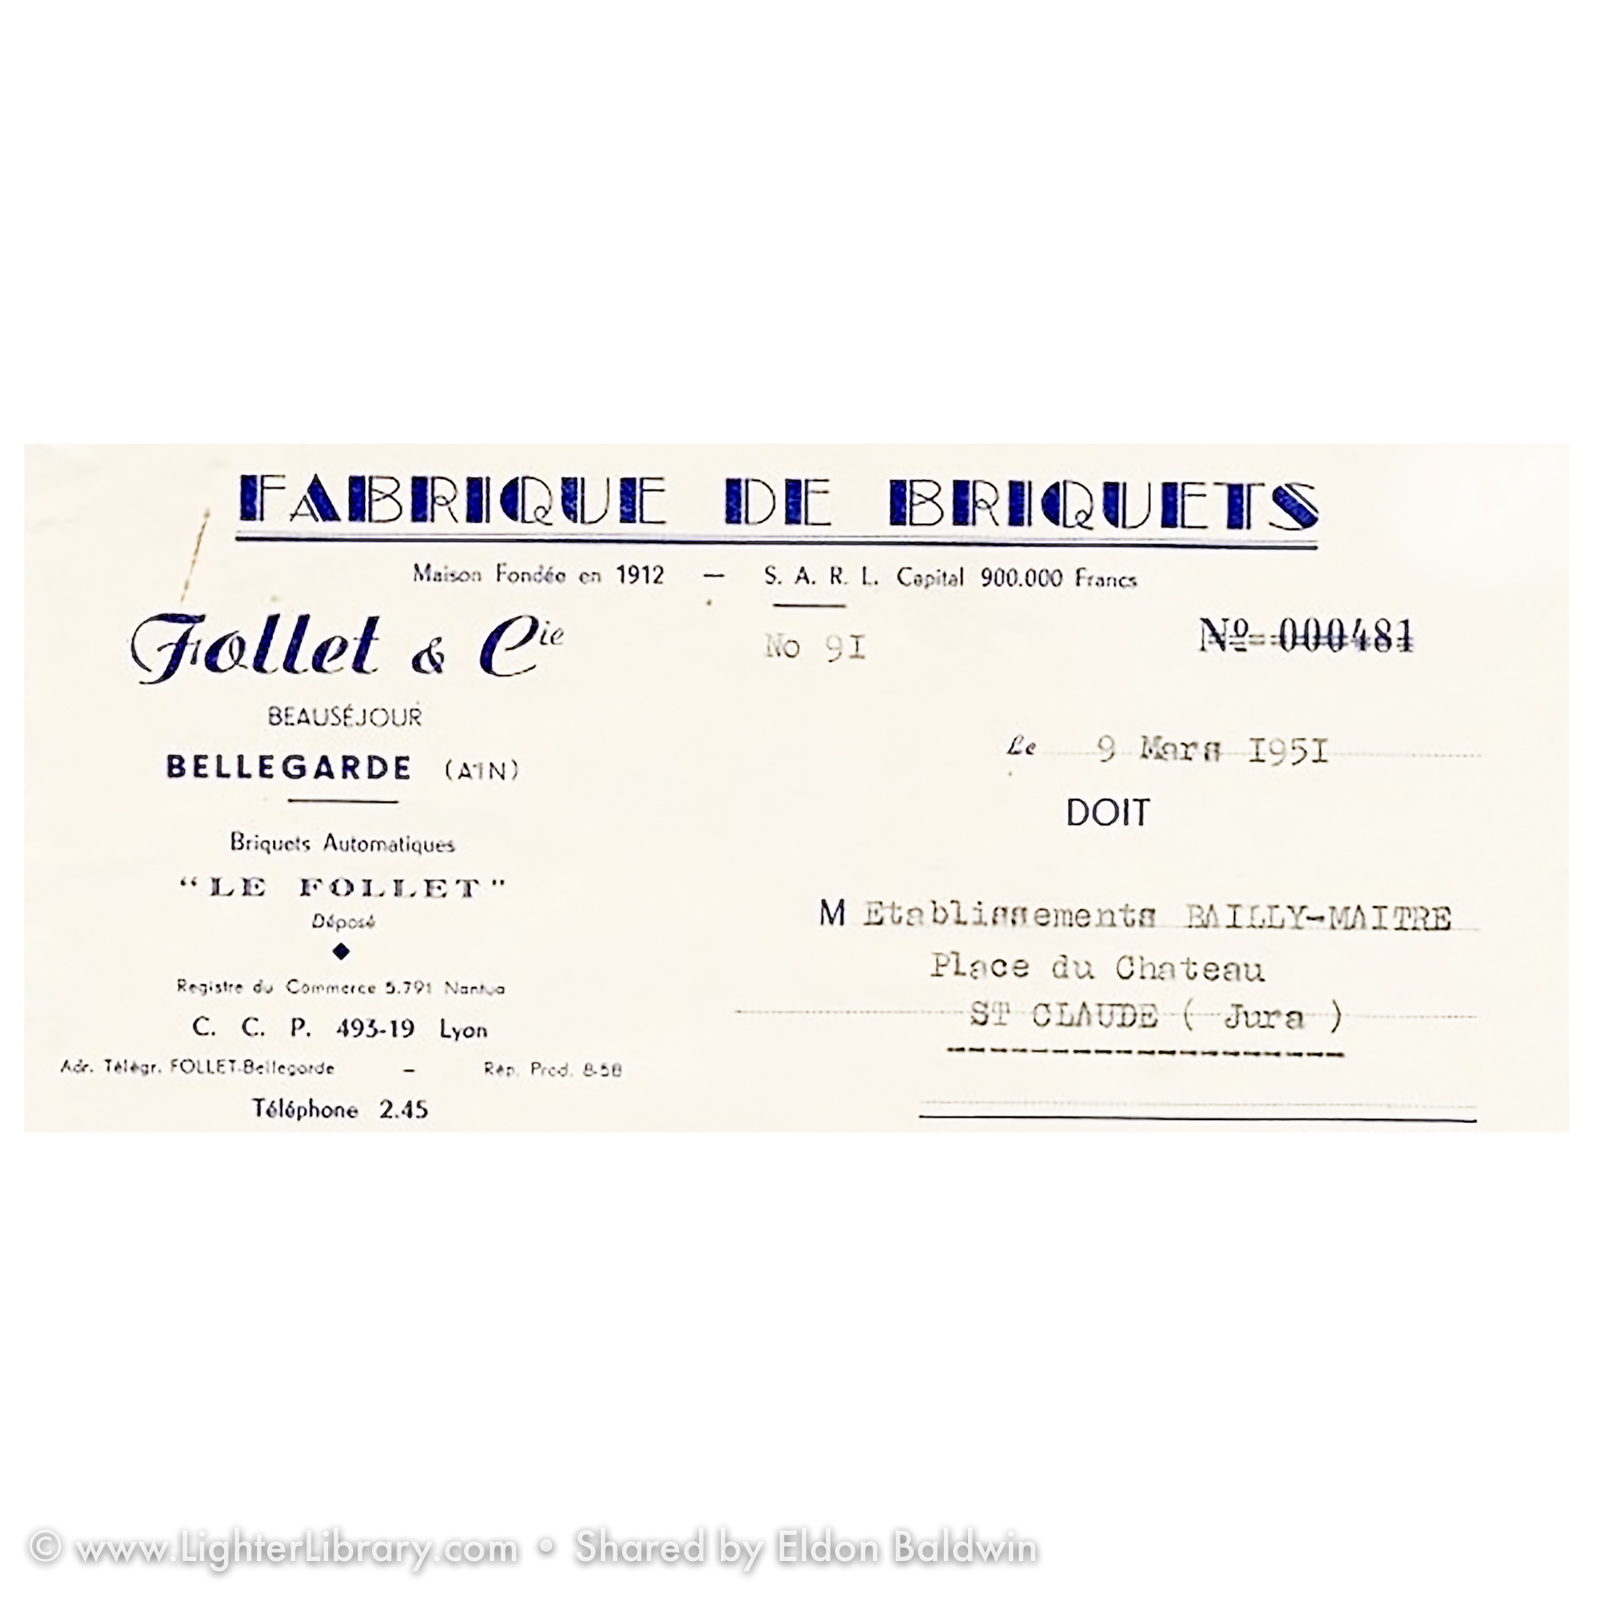 FABRIQUE DE BRIQUETS
Maison Fondée en 1912 — S. A. R. L. Capital 900.000 Francs
Follet & Cie
BEAUSÉJOUR
BELLEGARDE (AIN)
Briquets Automatiques
"LE FOLLET"
Déposé
Registre du Commerce 5.791 Nantua
C. C. P. 493-19 Lyon
Adr. Télégr. FOLLET-Bellegarde — Rép. Prod. 8-58
Téléphone 2.45
No 9I
Nº 000481
Le 9 Mars I95I
DOIT
M Etablissements BAILLY-MAITRE
Place du Chateau
ST CLAUDE ( Jura )
© www.LighterLibrary.com • Shared by Eldon Baldwin